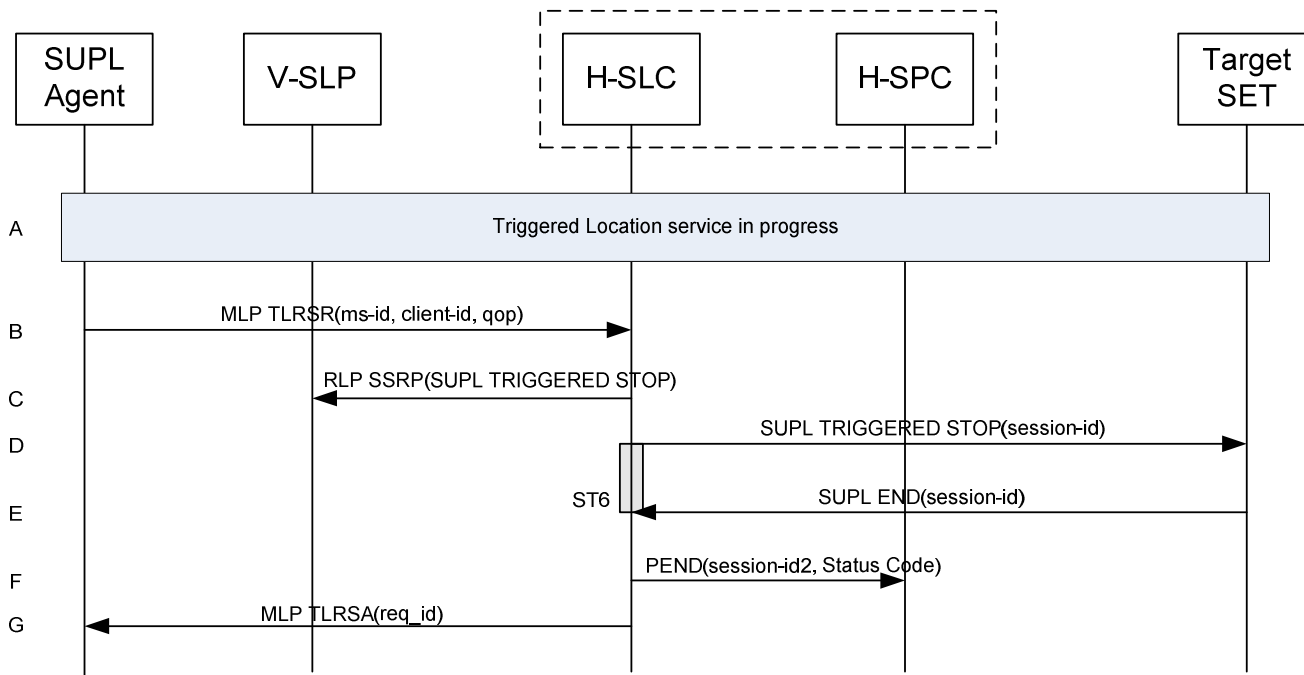 SUPL
Agent
V-SLP
H-SLC
H-SPC
Target
SET
A
Triggered Location service in progress
B
MLP TLRSR(ms-id, client-id, qop)
C
RLP SSRP(SUPL TRIGGERED STOP)
D
SUPL TRIGGERED STOP(session-id)
ST6
E
SUPL END(session-id)
F
PEND(session-id2, Status Code)
G
MLP TLRSA(req_id)